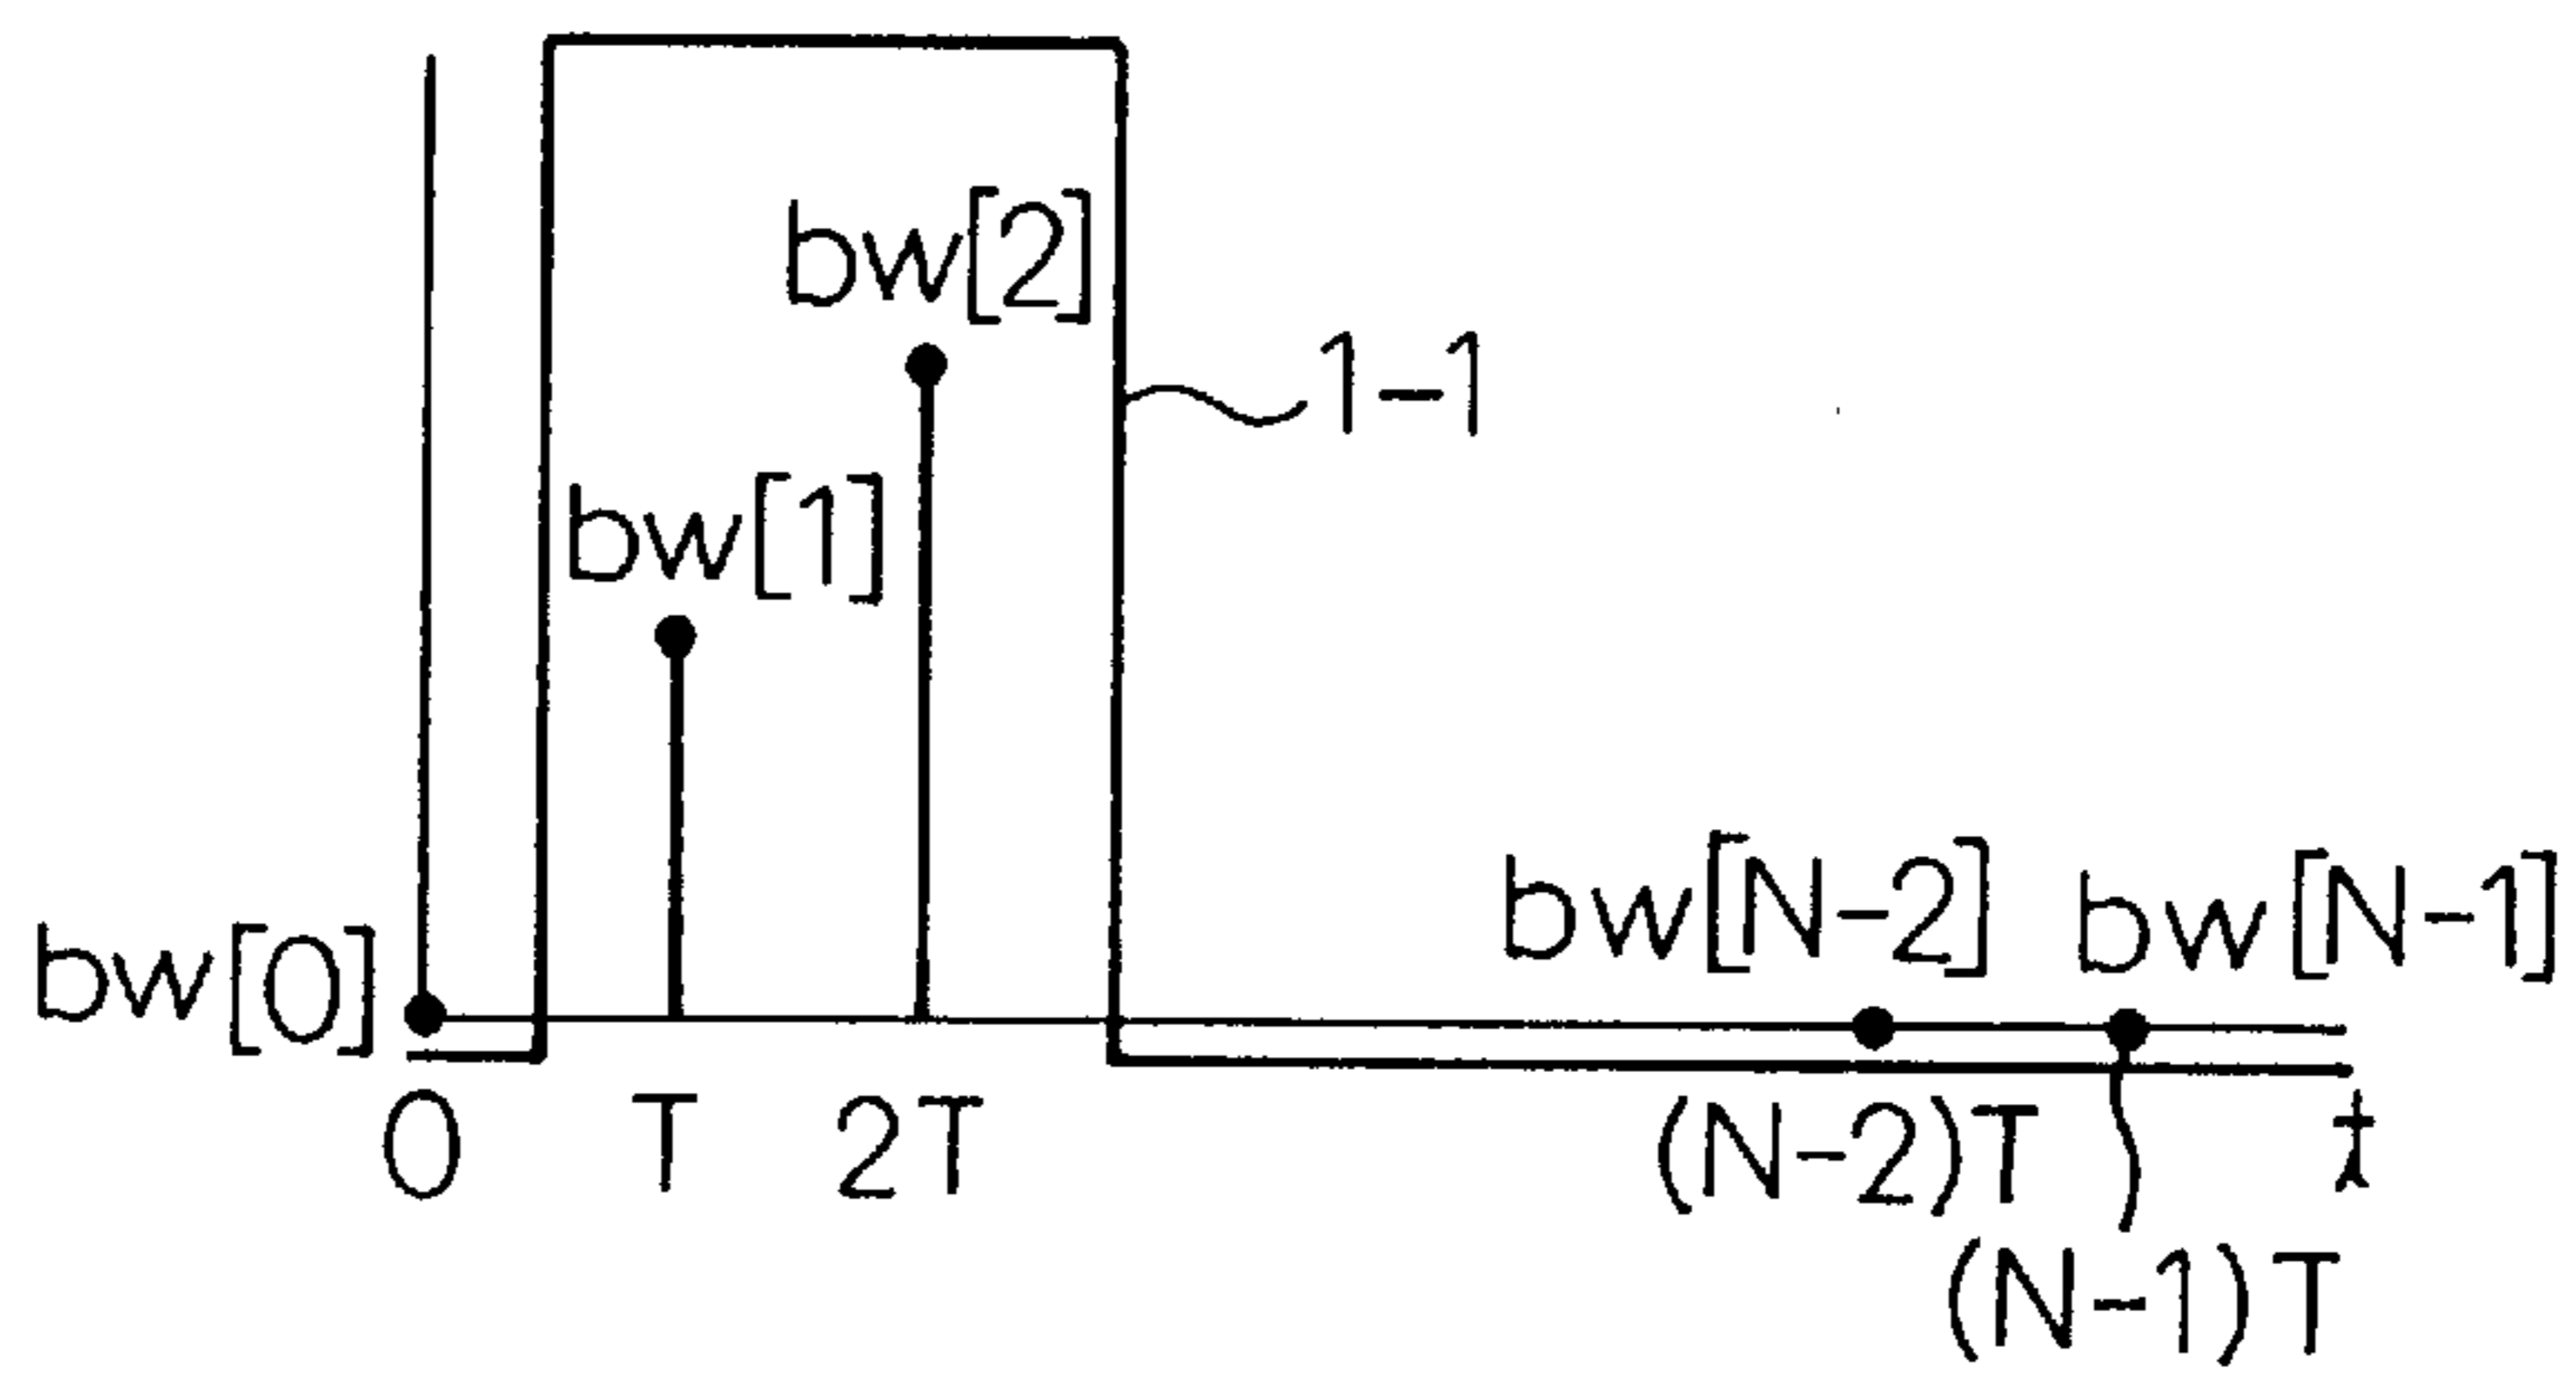 bw[2]
1-1
bw[1]
bw[N-2] bw[N-1]
bw[0]
0 T 2T (N-2)T t
(N-1)T